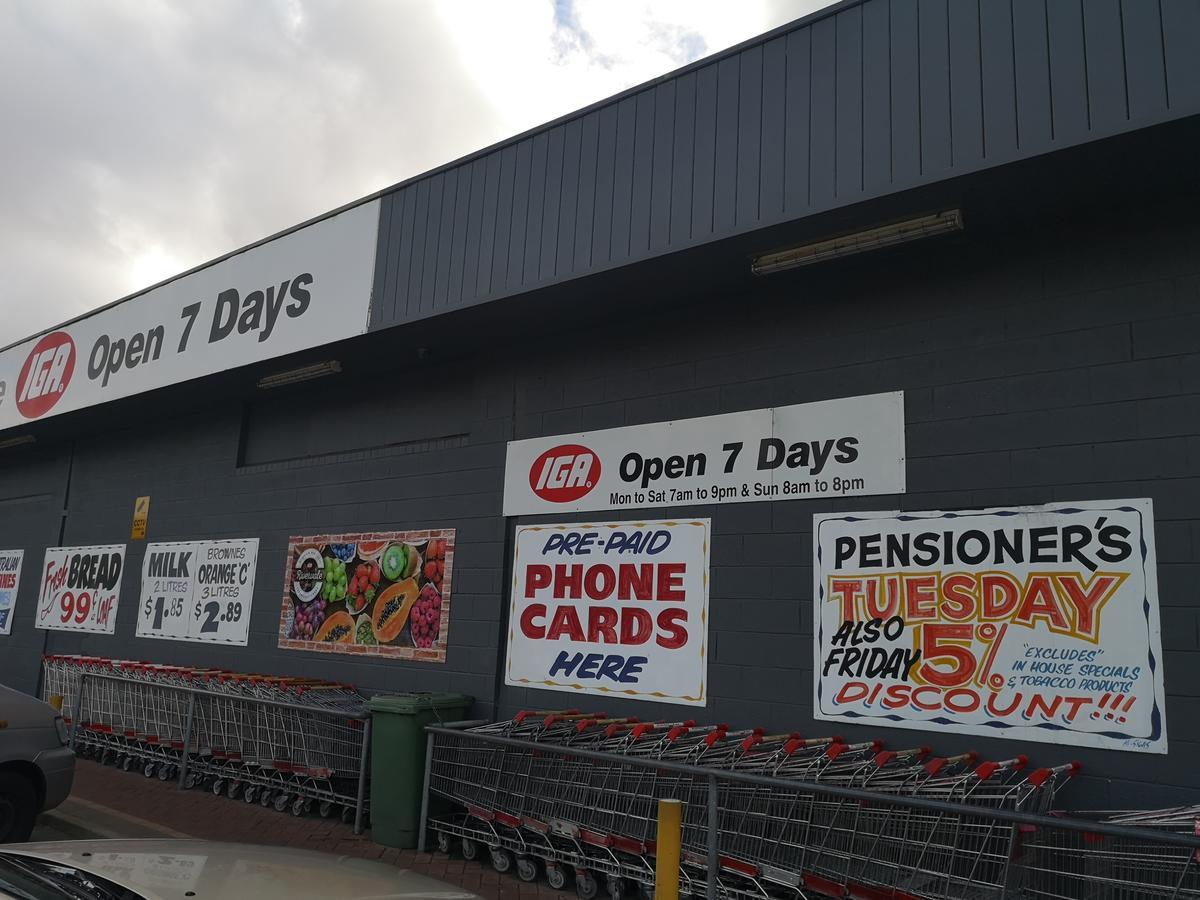 IGA Open 7 Days
IGA Open 7 Days
Mon to Sat 7am to 9pm & Sun 8am to 8pm
CCTV
Fresh BREAD
99¢ LOAF
MILK
2 LITRES
$1.85
BROWNES
ORANGE 'C'
3 LITRES
$2.89
Rivervale
PRE-PAID
PHONE
CARDS
HERE
PENSIONER'S
TUESDAY
ALSO
FRIDAY
5%
"EXCLUDES"
IN HOUSE SPECIALS
& TOBACCO PRODUCTS
DISCOUNT!!!